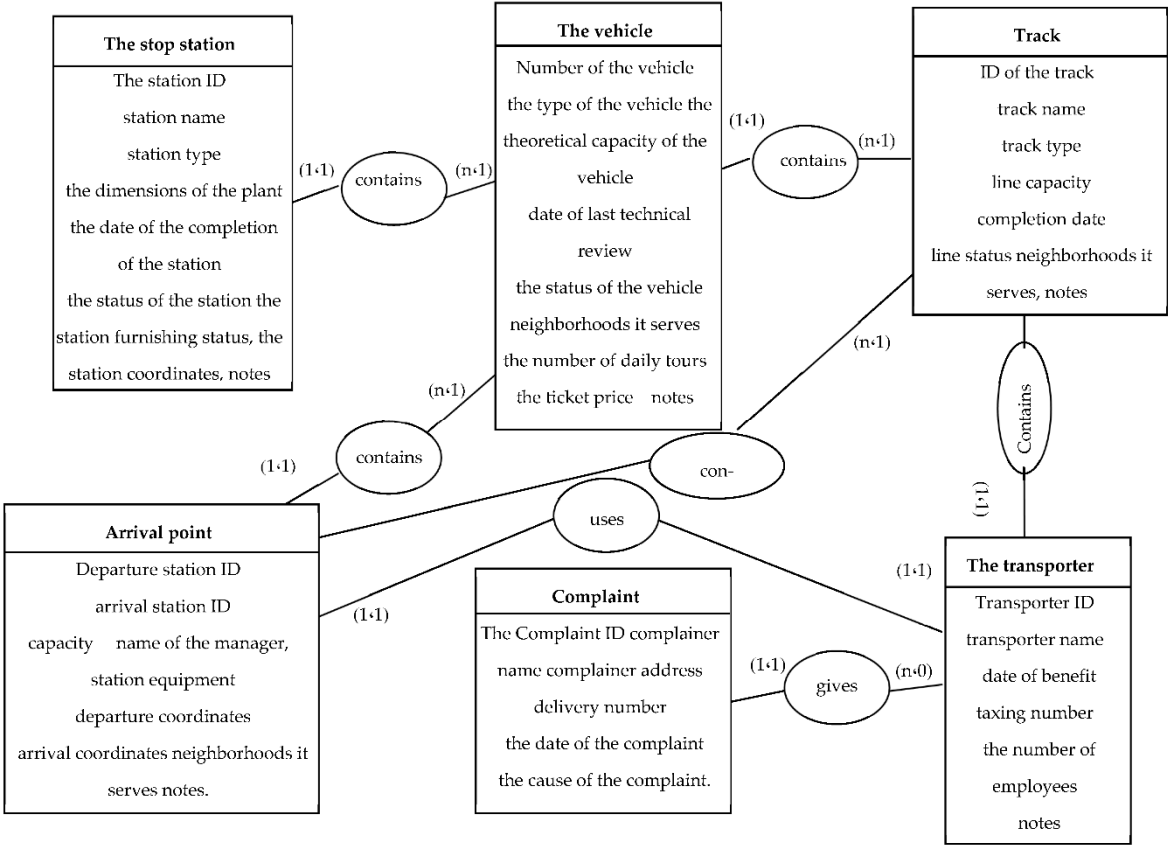 The stop station
The station ID
station name
station type
the dimensions of the plant
the date of the completion
of the station
the status of the station the
station furnishing status, the
station coordinates, notes
(1،1)
contains
(n،1)
The vehicle
Number of the vehicle
the type of the vehicle the
theoretical capacity of the
vehicle
date of last technical
review
the status of the vehicle
neighborhoods it serves
the number of daily tours
the ticket price notes
(1،1)
contains
(n،1)
Track
ID of the track
track name
track type
line capacity
completion date
line status neighborhoods it
serves, notes
(n،1)
contains
(1،1)
(n،1)
con-
Contains
(1،1)
Arrival point
Departure station ID
arrival station ID
capacity name of the manager,
station equipment
departure coordinates
arrival coordinates neighborhoods it
serves notes.
(1،1)
uses
(1،1)
Complaint
The Complaint ID complainer
name complainer address
delivery number
the date of the complaint
the cause of the complaint.
(1،1)
gives
(n،0)
The transporter
Transporter ID
transporter name
date of benefit
taxing number
the number of
employees
notes